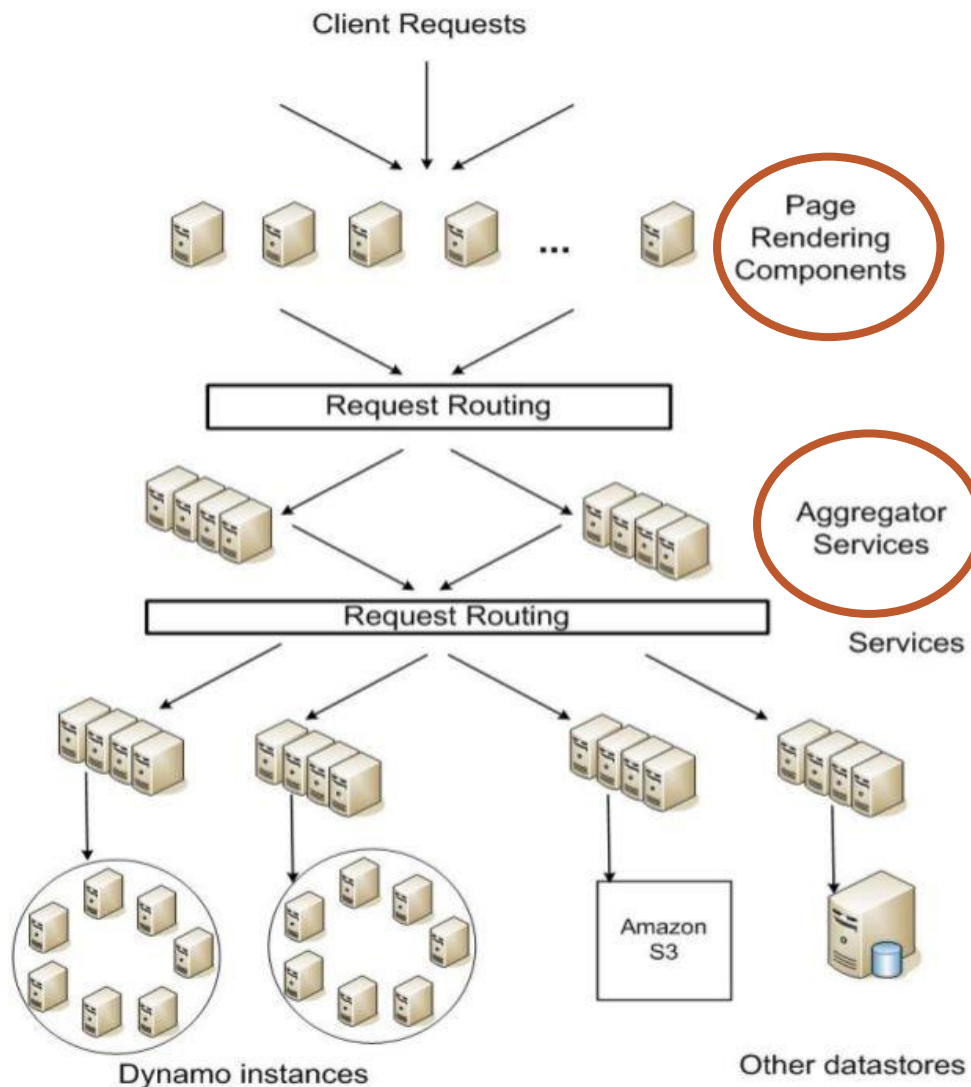 Client Requests
Page
Rendering
Components
...
Request Routing
Aggregator
Services
Request Routing
Services
Amazon
S3
Dynamo instances
Other datastores